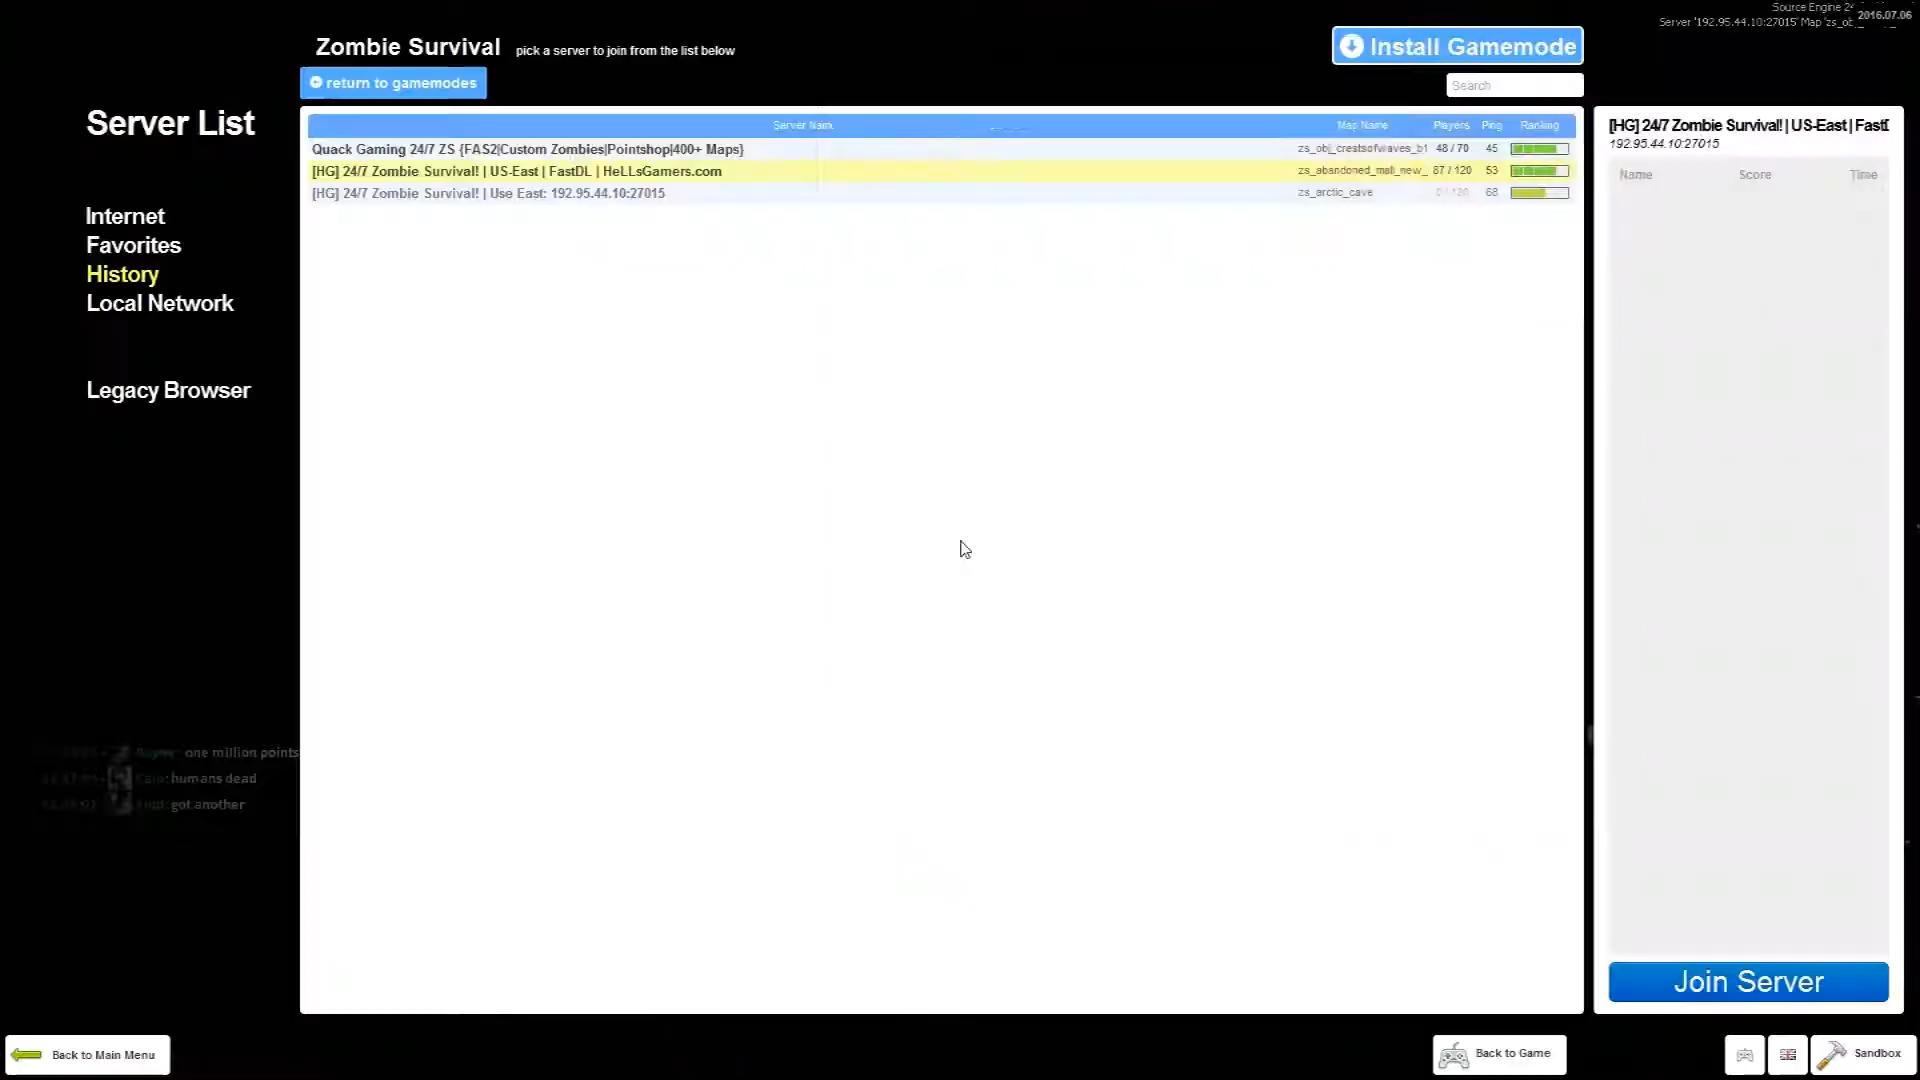 Source Engine
2016.07.06
Server '192.95.44.10:27015' Map
Zombie Survival pick a server to join from the list below
Install Gamemode
return to gamemodes
Search
Server List
Internet
Favorites
History
Local Network
Legacy Browser
Map Name Players Ping Ranking
Quack Gaming 24/7 ZS {FAS2|Custom Zombies|Pointshop|400+ Maps} zs_obj_crestsofwaves_b1 48 / 70 45
[HG] 24/7 Zombie Survival! | US-East | FastDL | HeLLsGamers.com zs_abandoned_mall_new_ 87 / 120 53
[HG] 24/7 Zombie Survival! | Use East: 192.95.44.10:27015 zs_arctic_cave 0 / 120 68
[HG] 24/7 Zombie Survival! | US-East |
192.95.44.10:27015
Name Score Time
one million points
humans dead
got another
Join Server
Back to Main Menu
Back to Game
Sandbox